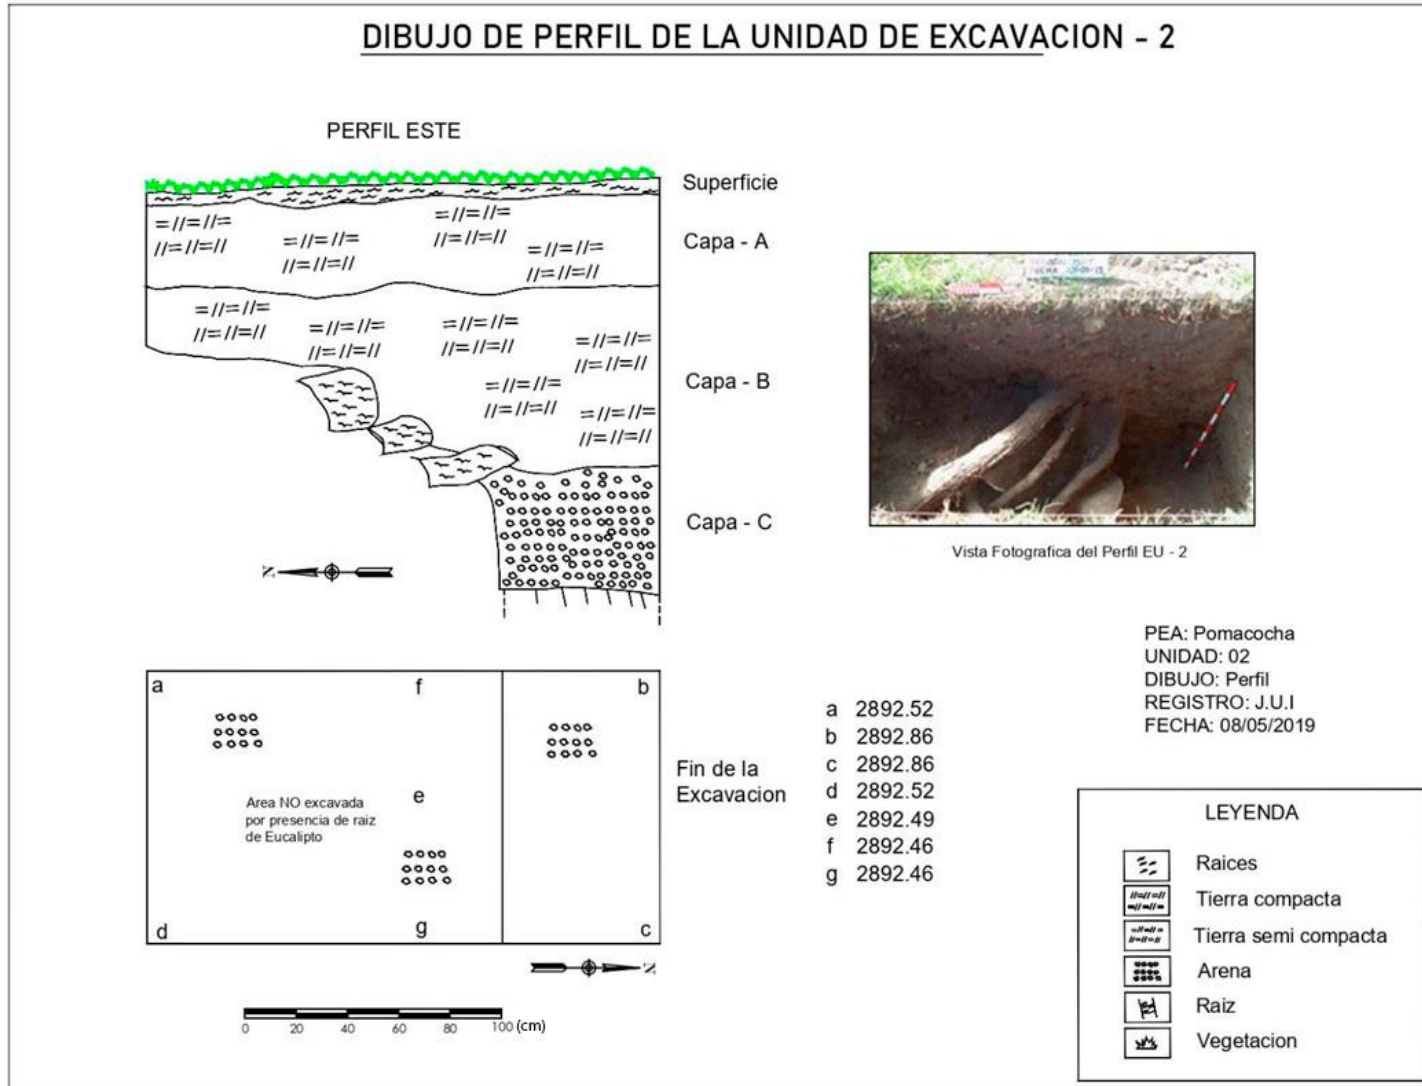 DIBUJO DE PERFIL DE LA UNIDAD DE EXCAVACION - 2
PERFIL ESTE
Superficie
Capa - A
Capa - B
Capa - C
N
Vista Fotografica del Perfil EU - 2
PEA: Pomacocha
UNIDAD: 02
DIBUJO: Perfil
REGISTRO: J.U.I
FECHA: 08/05/2019
a
f
b
e
Area NO excavada
por presencia de raiz
de Eucalipto
d
g
c
Fin de la
Excavacion
a 2892.52
b 2892.86
c 2892.86
d 2892.52
e 2892.49
f 2892.46
g 2892.46
N
0 20 40 60 80 100 (cm)
LEYENDA
Raices
Tierra compacta
Tierra semi compacta
Arena
Raiz
Vegetacion